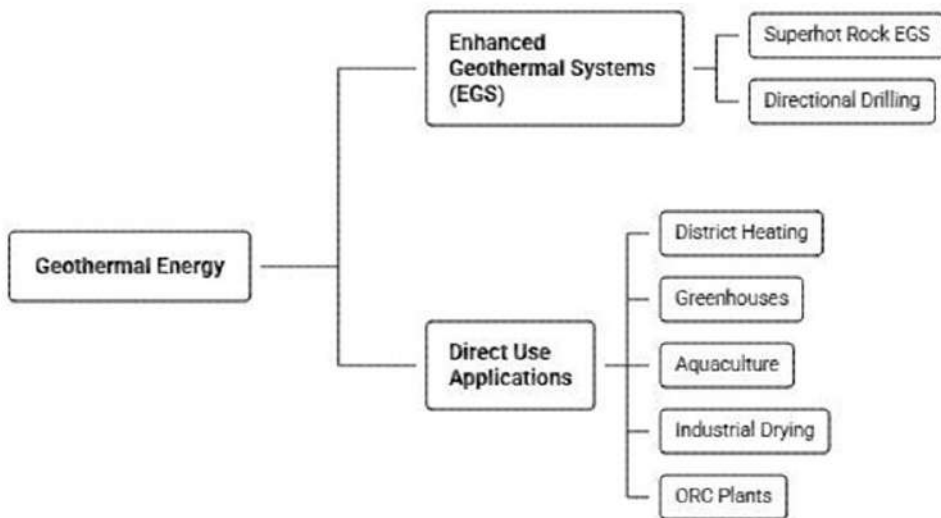 Geothermal Energy
Enhanced
Geothermal Systems
(EGS)
Superhot Rock EGS
Directional Drilling
Direct Use
Applications
District Heating
Greenhouses
Aquaculture
Industrial Drying
ORC Plants